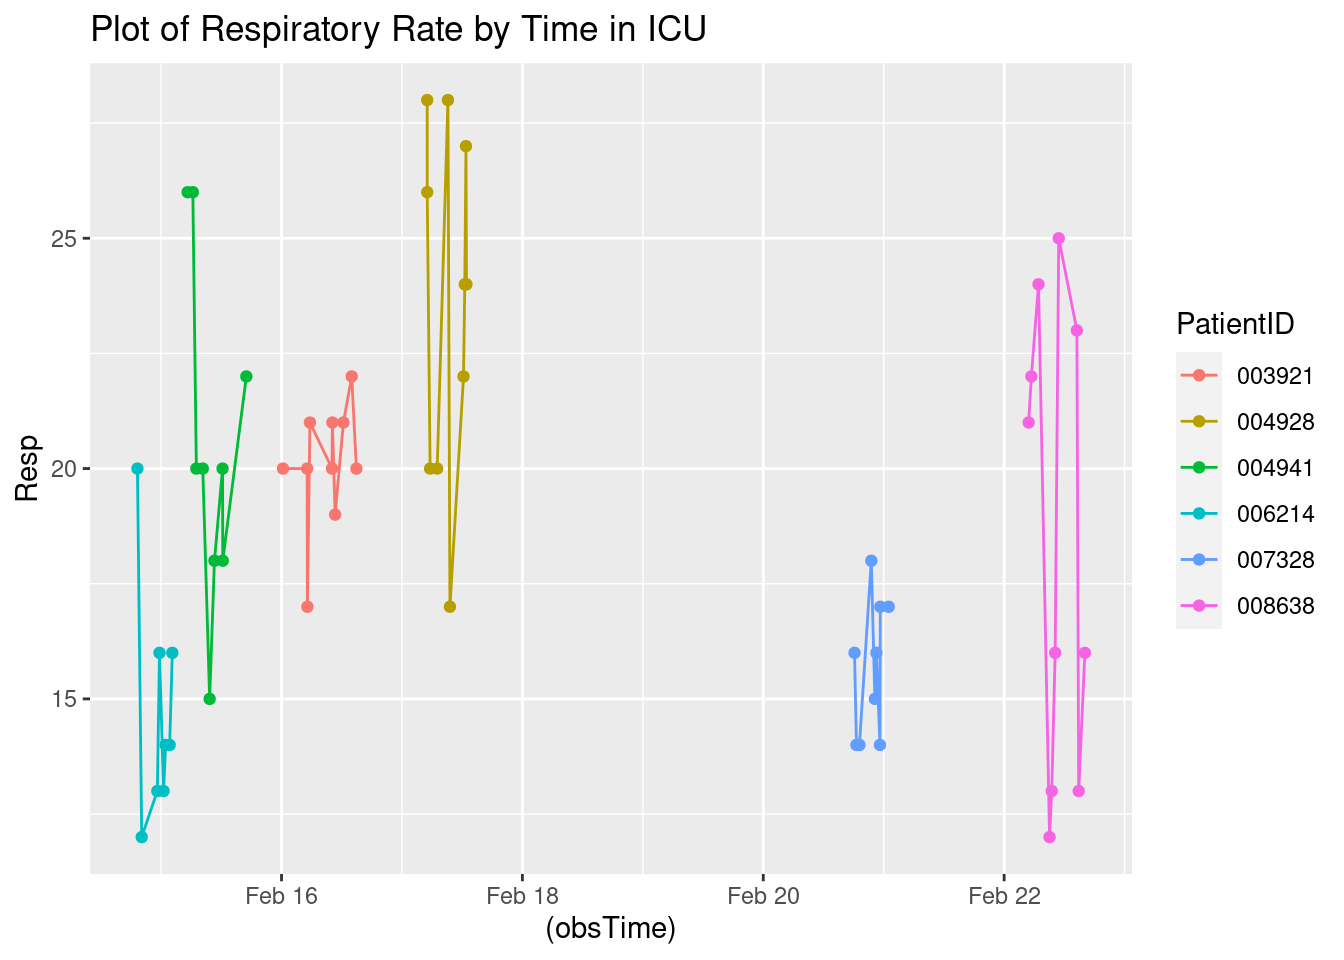 Plot of Respiratory Rate by Time in ICU
Resp
25
20
15
Feb 16
Feb 18
Feb 20
Feb 22
(obsTime)
PatientID
003921
004928
004941
006214
007328
008638